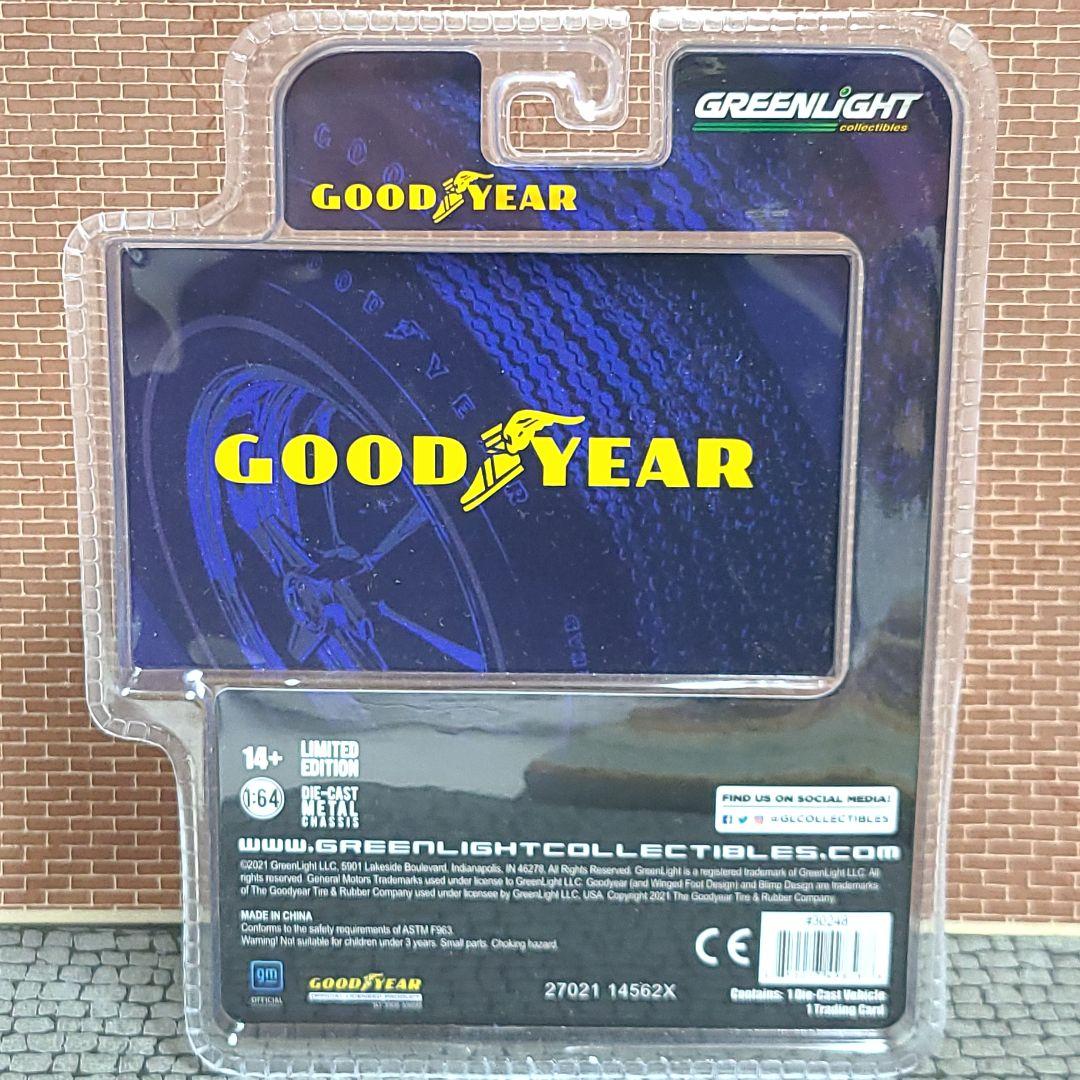 GREENLIGHT
collectibles
GOODYEAR
GOODYEAR
14+
LIMITED
EDITION
1:64
DIE-CAST
METAL
CHASSIS
FIND US ON SOCIAL MEDIA!
@GLCOLLECTIBLES
WWW.GREENLIGHTCOLLECTIBLES.COM
©2021 GreenLight LLC, 5901 Lakeside Boulevard, Indianapolis, IN 46278. All Rights Reserved. GreenLight is a registered trademark of GreenLight LLC. All
rights reserved. General Motors Trademarks used under license to GreenLight LLC. Goodyear (and Winged Foot Design) and Blimp Design are trademarks
of The Goodyear Tire & Rubber Company used under licensee by GreenLight LLC, USA. Copyright 2021 The Goodyear Tire & Rubber Company.
MADE IN CHINA
Conforms to the safety requirements of ASTM F963.
Warning! Not suitable for children under 3 years. Small parts. Choking hazard.
#30248
CE
gm
OFFICIAL
GOODYEAR
OFFICIAL LICENSED PRODUCT
27021 14562X
Contains: 1 Die-Cast Vehicle
1 Trading Card